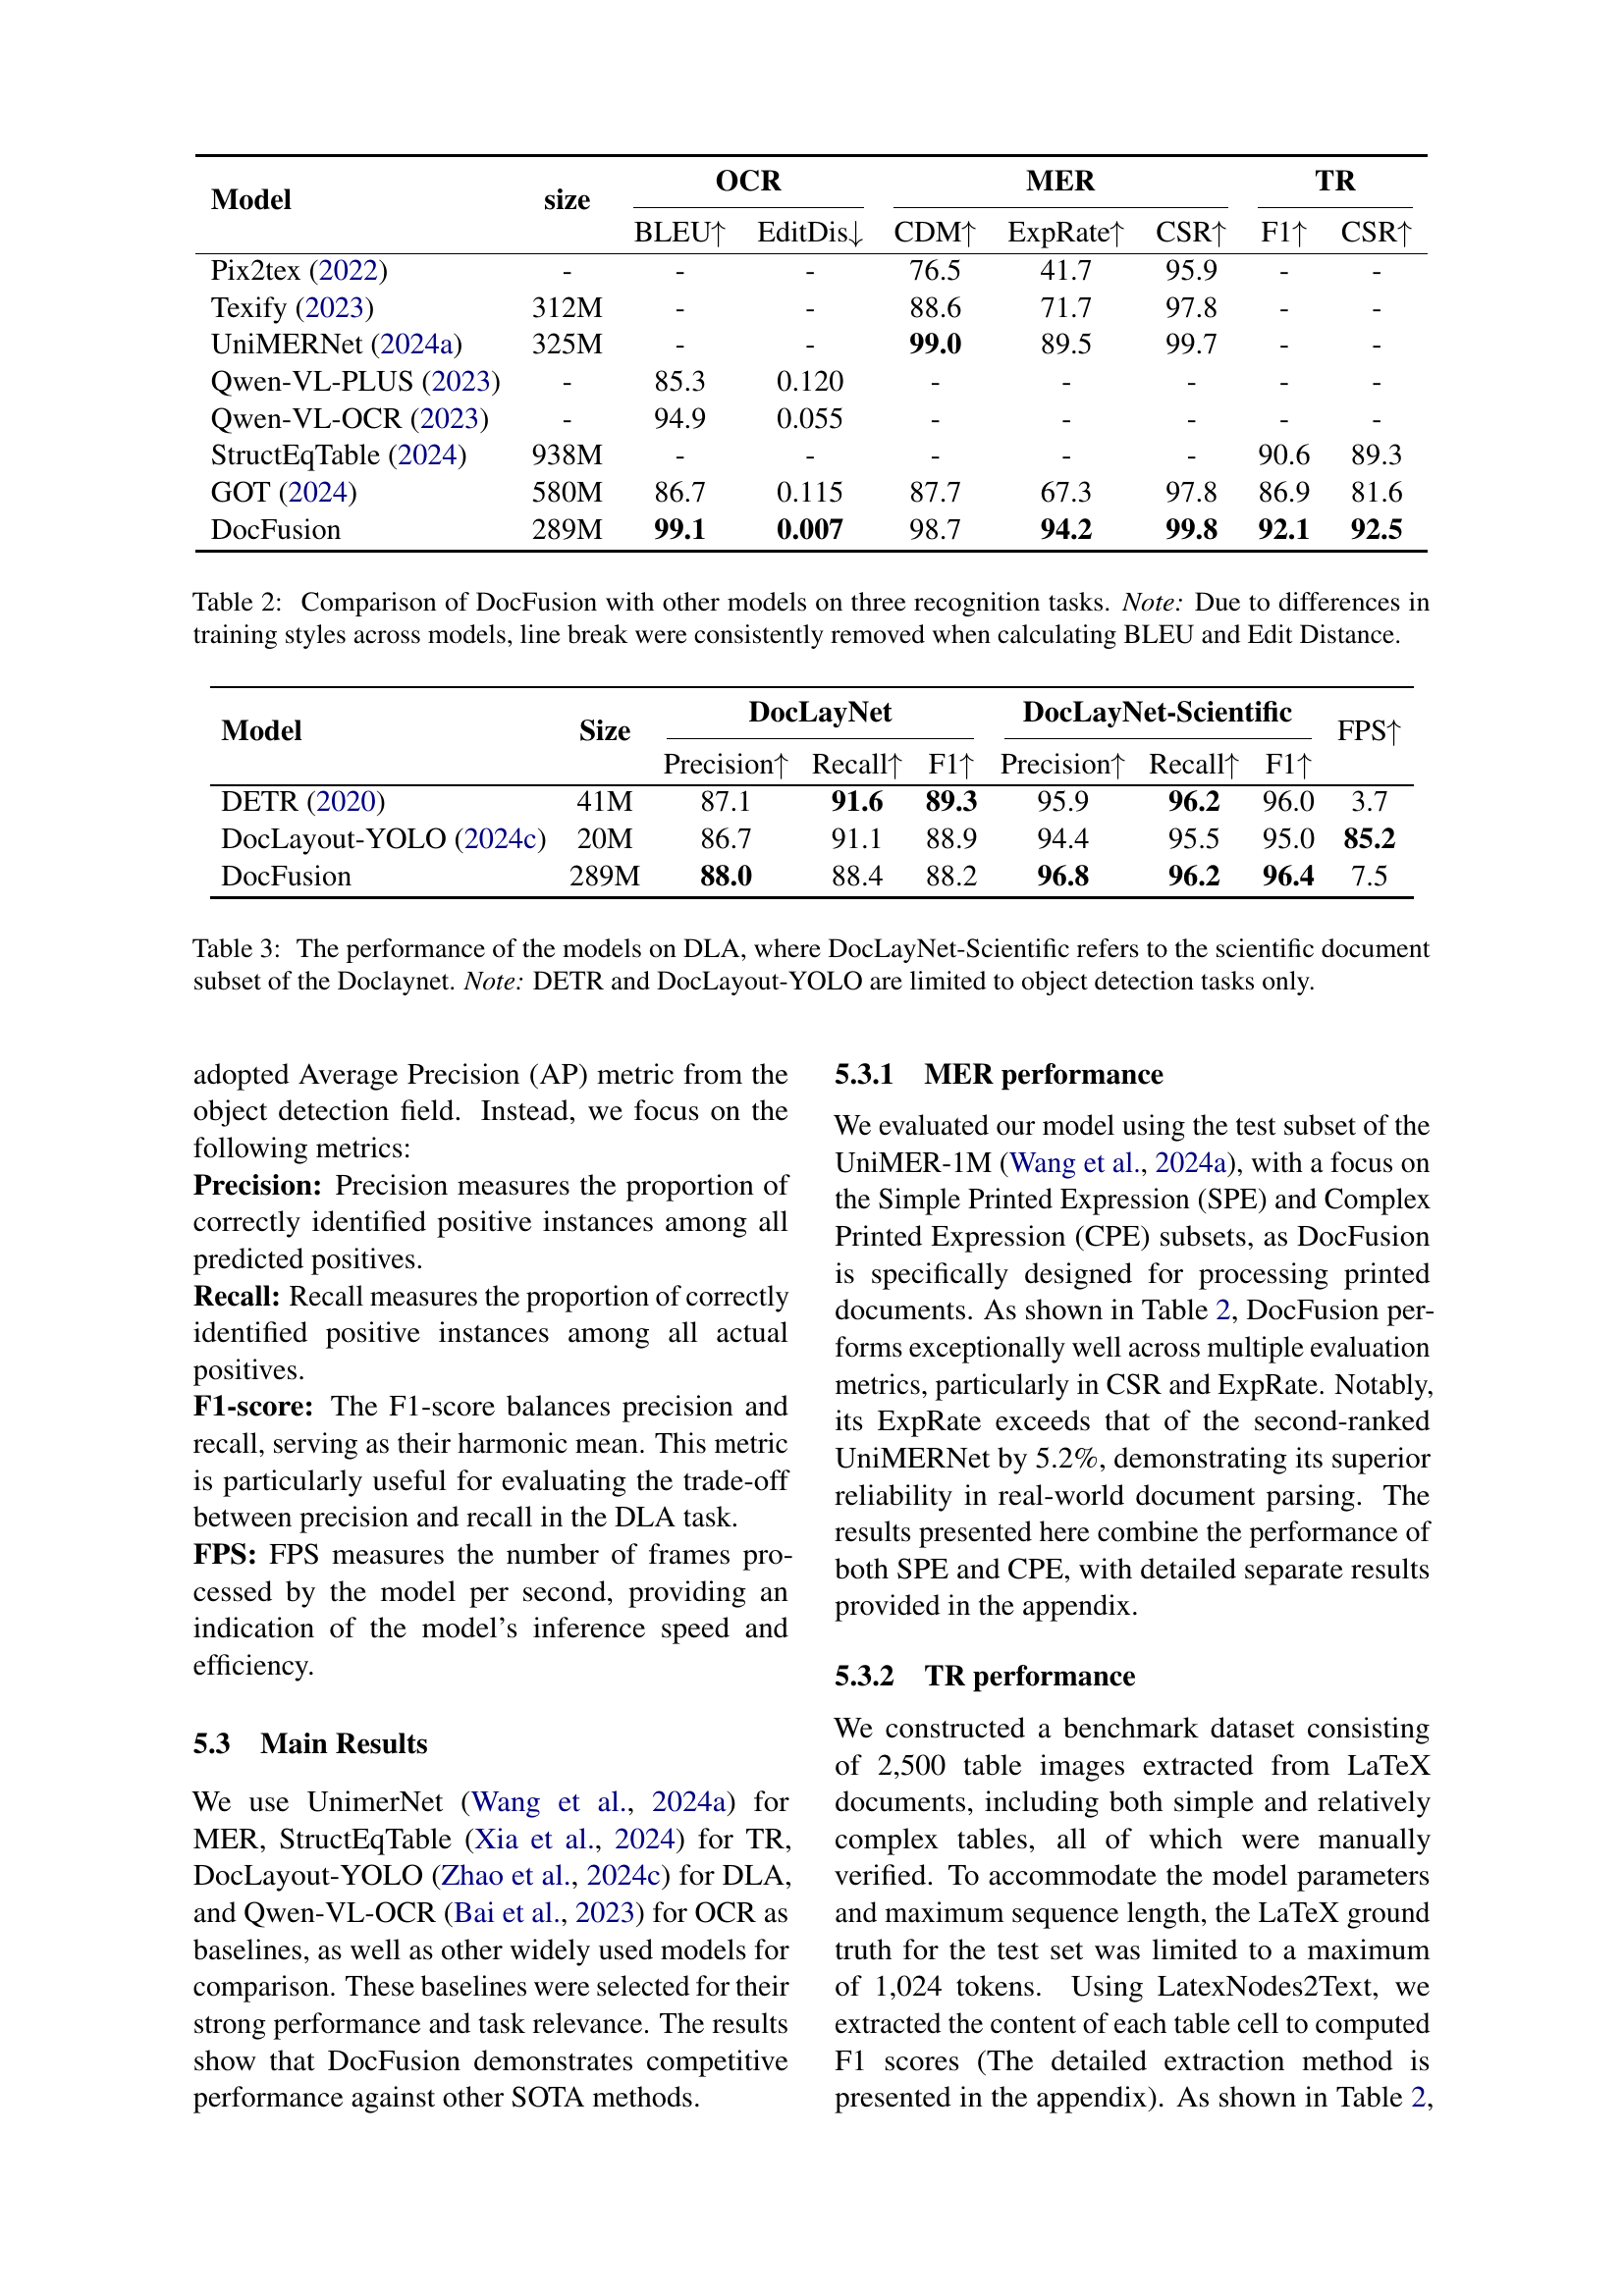 Model size OCR MER TR
BLEU↑ EditDis↓ CDM↑ ExpRate↑ CSR↑ F1↑ CSR↑
Pix2tex (2022) - - - 76.5 41.7 95.9 - -
Texify (2023) 312M - - 88.6 71.7 97.8 - -
UniMERNet (2024a) 325M - - 99.0 89.5 99.7 - -
Qwen-VL-PLUS (2023) - 85.3 0.120 - - - - -
Qwen-VL-OCR (2023) - 94.9 0.055 - - - - -
StructEqTable (2024) 938M - - - - - 90.6 89.3
GOT (2024) 580M 86.7 0.115 87.7 67.3 97.8 86.9 81.6
DocFusion 289M 99.1 0.007 98.7 94.2 99.8 92.1 92.5
Table 2: Comparison of DocFusion with other models on three recognition tasks. Note: Due to differences in
training styles across models, line break were consistently removed when calculating BLEU and Edit Distance.
Model Size DocLayNet DocLayNet-Scientific FPS↑
Precision↑ Recall↑ F1↑ Precision↑ Recall↑ F1↑
DETR (2020) 41M 87.1 91.6 89.3 95.9 96.2 96.0 3.7
DocLayout-YOLO (2024c) 20M 86.7 91.1 88.9 94.4 95.5 95.0 85.2
DocFusion 289M 88.0 88.4 88.2 96.8 96.2 96.4 7.5
Table 3: The performance of the models on DLA, where DocLayNet-Scientific refers to the scientific document
subset of the Doclaynet. Note: DETR and DocLayout-YOLO are limited to object detection tasks only.
adopted Average Precision (AP) metric from the
object detection field. Instead, we focus on the
following metrics:
Precision: Precision measures the proportion of
correctly identified positive instances among all
predicted positives.
Recall: Recall measures the proportion of correctly
identified positive instances among all actual
positives.
F1-score: The F1-score balances precision and
recall, serving as their harmonic mean. This metric
is particularly useful for evaluating the trade-off
between precision and recall in the DLA task.
FPS: FPS measures the number of frames pro-
cessed by the model per second, providing an
indication of the model's inference speed and
efficiency.
5.3 Main Results
We use UnimerNet (Wang et al., 2024a) for
MER, StructEqTable (Xia et al., 2024) for TR,
DocLayout-YOLO (Zhao et al., 2024c) for DLA,
and Qwen-VL-OCR (Bai et al., 2023) for OCR as
baselines, as well as other widely used models for
comparison. These baselines were selected for their
strong performance and task relevance. The results
show that DocFusion demonstrates competitive
performance against other SOTA methods.
5.3.1 MER performance
We evaluated our model using the test subset of the
UniMER-1M (Wang et al., 2024a), with a focus on
the Simple Printed Expression (SPE) and Complex
Printed Expression (CPE) subsets, as DocFusion
is specifically designed for processing printed
documents. As shown in Table 2, DocFusion per-
forms exceptionally well across multiple evaluation
metrics, particularly in CSR and ExpRate. Notably,
its ExpRate exceeds that of the second-ranked
UniMERNet by 5.2%, demonstrating its superior
reliability in real-world document parsing. The
results presented here combine the performance of
both SPE and CPE, with detailed separate results
provided in the appendix.
5.3.2 TR performance
We constructed a benchmark dataset consisting
of 2,500 table images extracted from LaTeX
documents, including both simple and relatively
complex tables, all of which were manually
verified. To accommodate the model parameters
and maximum sequence length, the LaTeX ground
truth for the test set was limited to a maximum
of 1,024 tokens. Using LatexNodes2Text, we
extracted the content of each table cell to computed
F1 scores (The detailed extraction method is
presented in the appendix). As shown in Table 2,